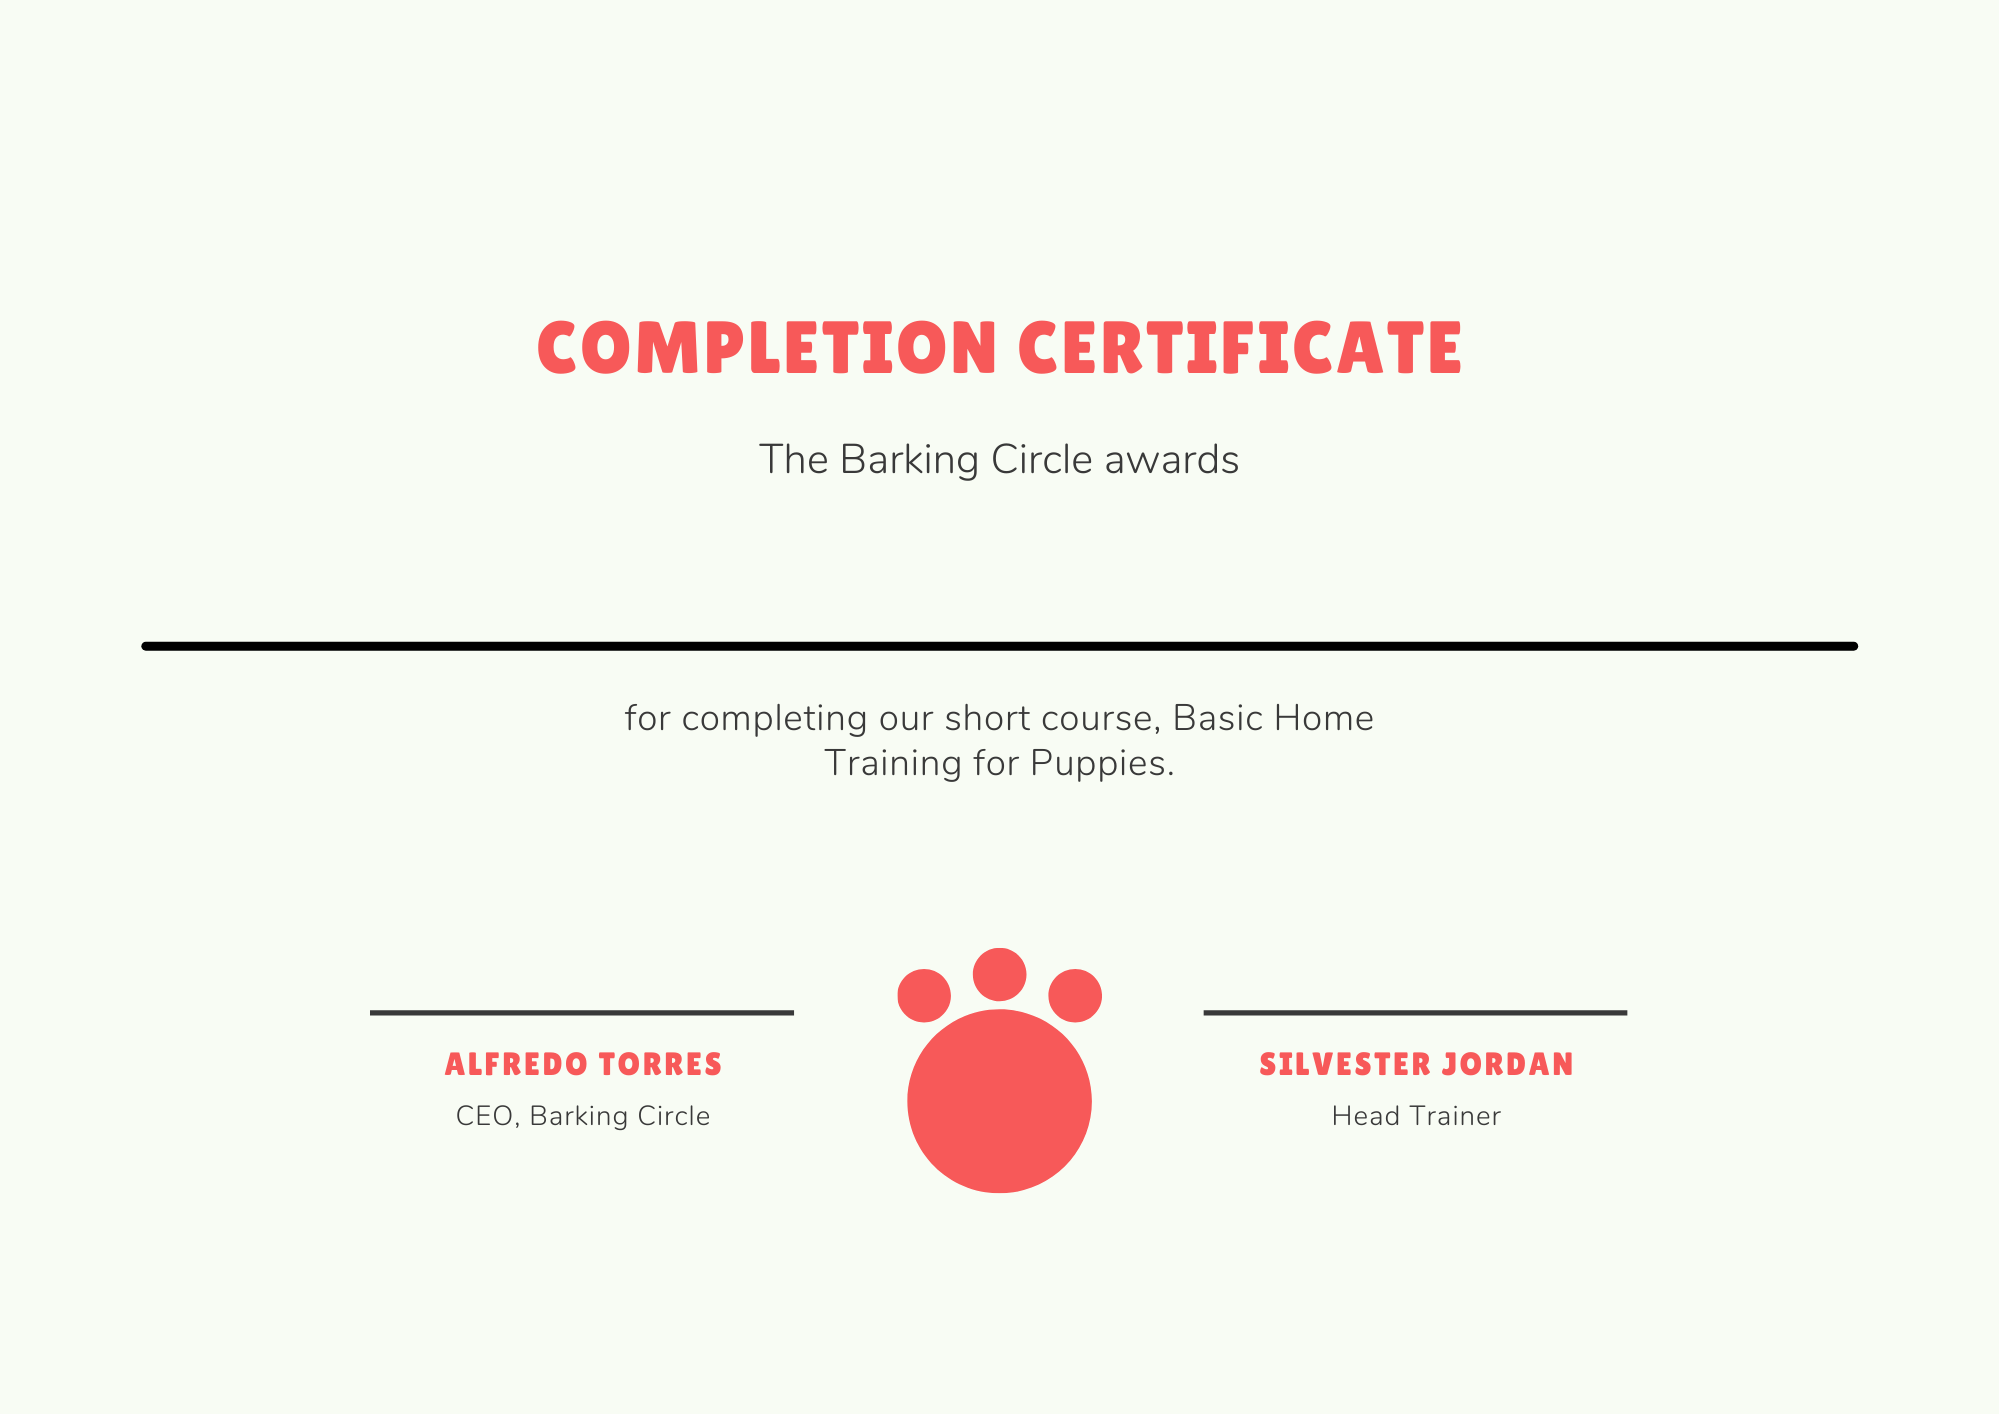 COMPLETION CERTIFICATE
The Barking Circle awards
for completing our short course, Basic Home
Training for Puppies.
ALFREDO TORRES
CEO, Barking Circle
SILVESTER JORDAN
Head Trainer